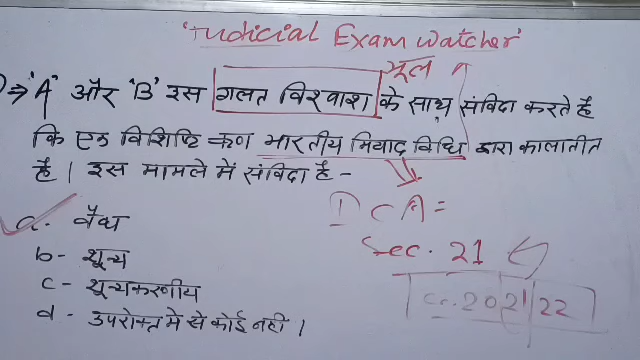 'Judicial Exam Watcher'
भूल
⇒ 'A' और 'B' इस गलत विश्वाश के साथ संविदा करते है
कि एक विशिष्टि ऋण भारतीय मियाद विधि द्वारा कालातीत
है। इस मामले में संविदा है -
a. वैध
b - शून्य
c - शून्यकरणीय
d - उपरोक्त में से कोई नहीं।
ICA =
Sec. 21
20 21 22